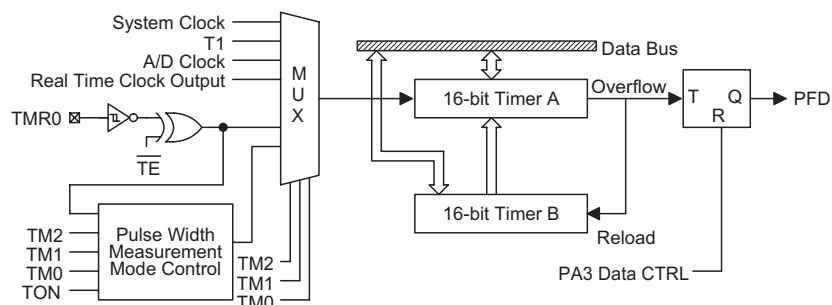 System Clock
T1
A/D Clock
Real Time Clock Output
M
U
X
Data Bus
16-bit Timer A
Overflow
T Q
R
PFD
TMR0
TE
16-bit Timer B
Reload
Pulse Width
Measurement
Mode Control
TM2
TM1
TM0
TON
TM2
TM1
TM0
PA3 Data CTRL